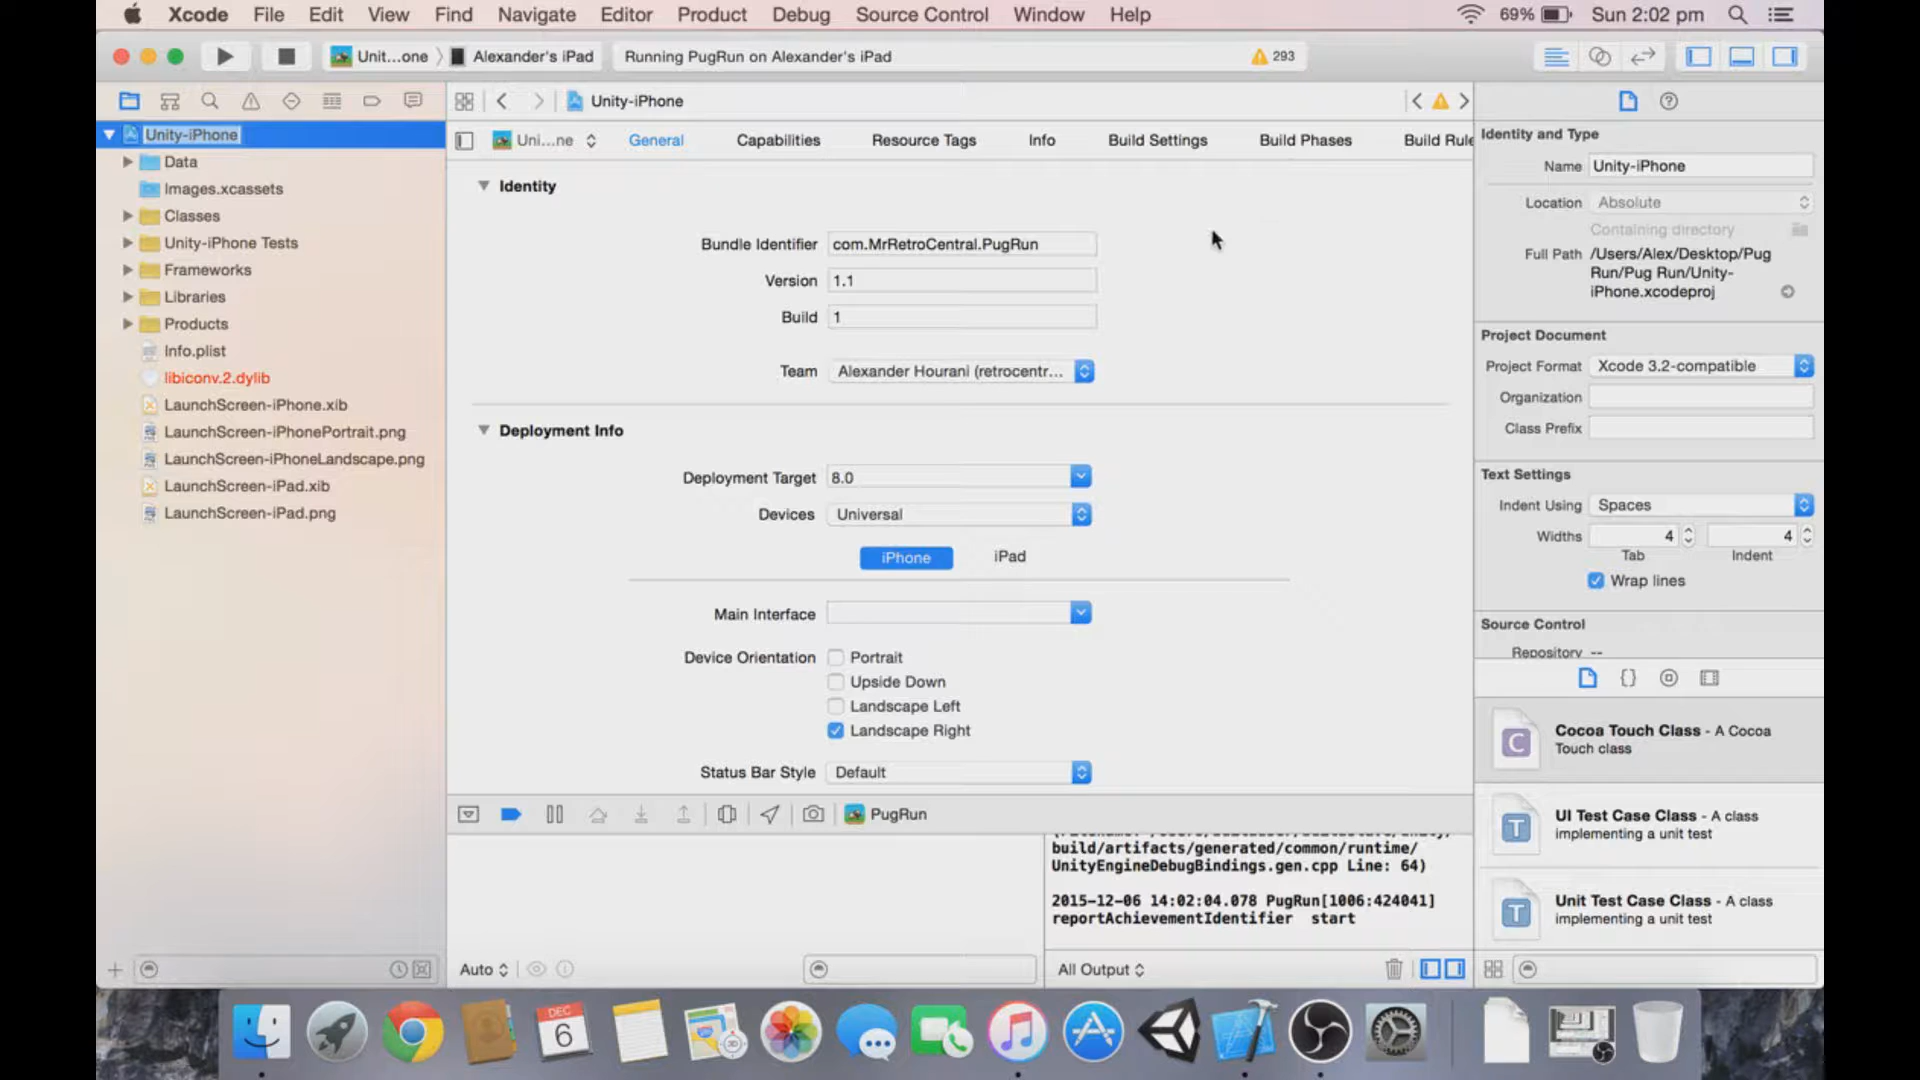 Xcode File Edit View Find Navigate Editor Product Debug Source Control Window Help 69% Sun 2:02 pm
Unit...one Alexander's iPad Running PugRun on Alexander's iPad 293
Unity-iPhone
Unity-iPhone
Data
Images.xcassets
Classes
Unity-iPhone Tests
Frameworks
Libraries
Products
Info.plist
libiconv.2.dylib
LaunchScreen-iPhone.xib
LaunchScreen-iPhonePortrait.png
LaunchScreen-iPhoneLandscape.png
LaunchScreen-iPad.xib
LaunchScreen-iPad.png
Uni...ne General Capabilities Resource Tags Info Build Settings Build Phases Build Rule
Identity
Bundle Identifier com.MrRetroCentral.PugRun
Version 1.1
Build 1
Team Alexander Hourani (retrocentr...
Deployment Info
Deployment Target 8.0
Devices Universal
iPhone iPad
Main Interface
Device Orientation Portrait
Upside Down
Landscape Left
Landscape Right
Status Bar Style Default
PugRun
build/artifacts/generated/common/runtime/
UnityEngineDebugBindings.gen.cpp Line: 64)
2015-12-06 14:02:04.078 PugRun[1006:424041]
reportAchievementIdentifier start
Auto
All Output
Identity and Type
Name Unity-iPhone
Location Absolute
Containing directory
Full Path /Users/Alex/Desktop/Pug
Run/Pug Run/Unity-
iPhone.xcodeproj
Project Document
Project Format Xcode 3.2-compatible
Organization
Class Prefix
Text Settings
Indent Using Spaces
Widths 4 4
Tab Indent
Wrap lines
Source Control
Repository --
C
Cocoa Touch Class - A Cocoa
Touch class
T
UI Test Case Class - A class
implementing a unit test
T
Unit Test Case Class - A class
implementing a unit test
DEC
6